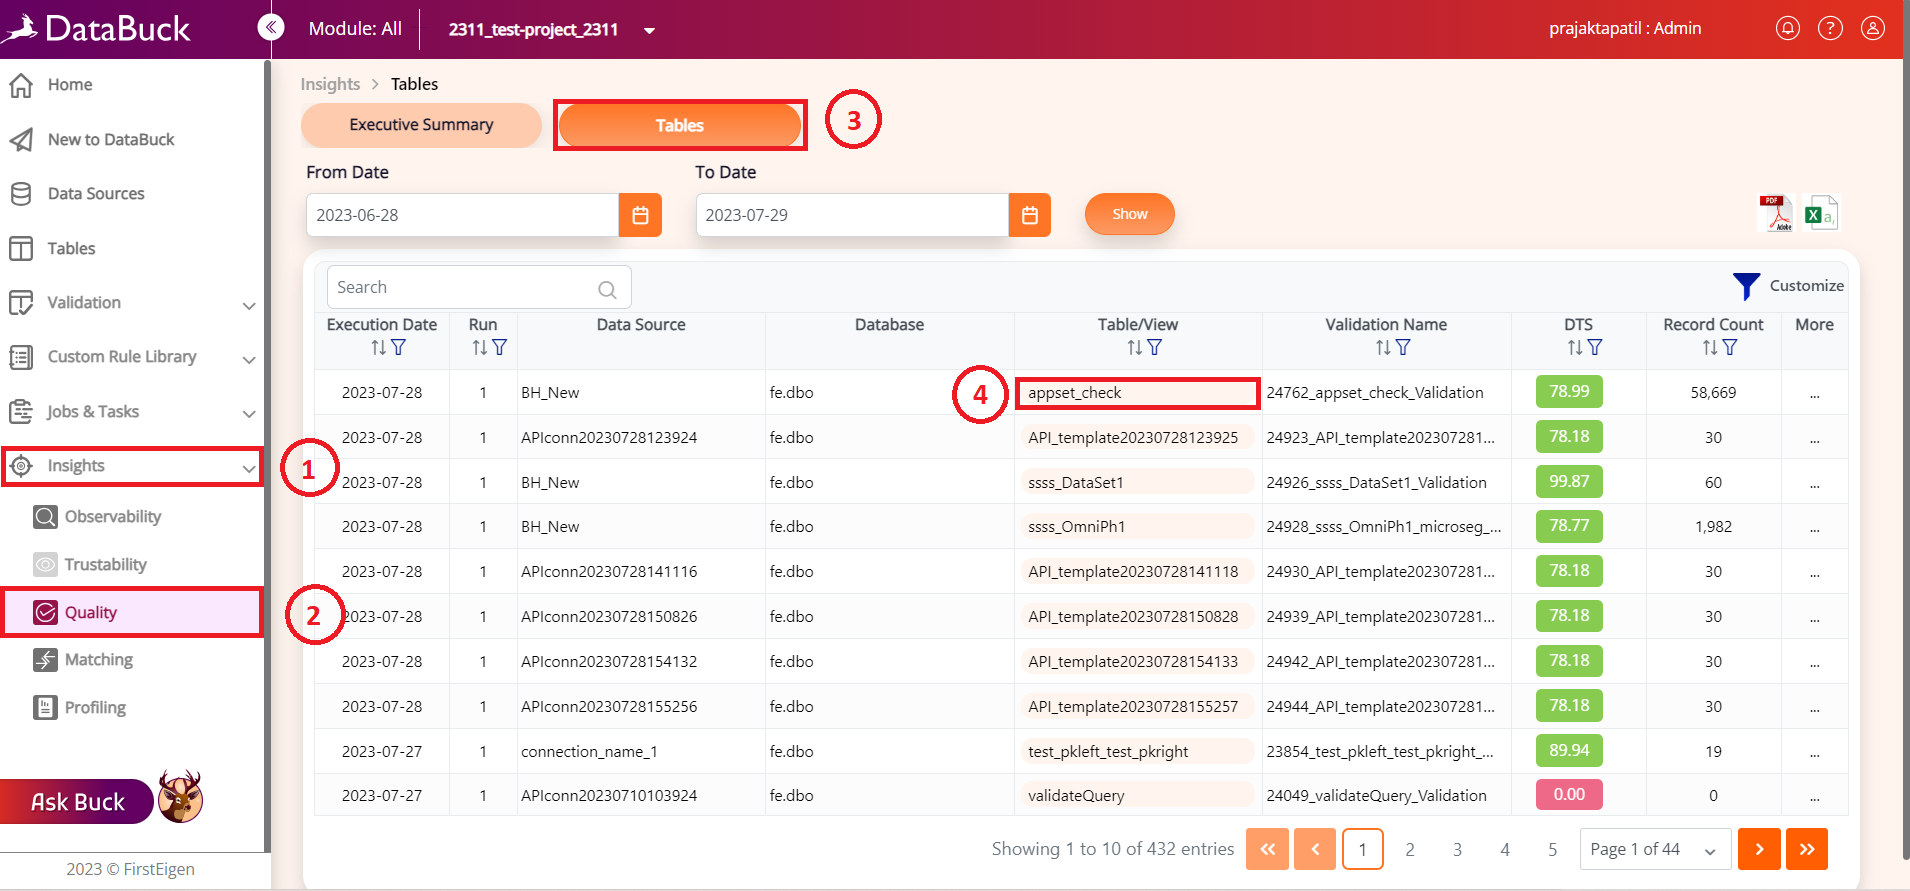 DataBuck
Module: All
2311_test-project_2311
prajaktapatil : Admin
Home
New to DataBuck
Data Sources
Tables
Validation
Custom Rule Library
Jobs & Tasks
Insights
1
Observability
Trustability
Quality
2
Matching
Profiling
Ask Buck
2023 © FirstEigen
Insights > Tables
Executive Summary
Tables
3
From Date
To Date
2023-06-28
2023-07-29
Show
PDF
Adobe
X a,
Search
Customize
Execution Date Run Data Source Database Table/View Validation Name DTS Record Count More
2023-07-28 1 BH_New fe.dbo 4 appset_check 24762_appset_check_Validation 78.99 58,669 ...
2023-07-28 1 APIconn20230728123924 fe.dbo API_template20230728123925 24923_API_template202307281... 78.18 30 ...
2023-07-28 1 BH_New fe.dbo ssss_DataSet1 24926_ssss_DataSet1_Validation 99.87 60 ...
2023-07-28 1 BH_New fe.dbo ssss_OmniPh1 24928_ssss_OmniPh1_microseg_... 78.77 1,982 ...
2023-07-28 1 APIconn20230728141116 fe.dbo API_template20230728141118 24930_API_template202307281... 78.18 30 ...
2023-07-28 1 APIconn20230728150826 fe.dbo API_template20230728150828 24939_API_template202307281... 78.18 30 ...
2023-07-28 1 APIconn20230728154132 fe.dbo API_template20230728154133 24942_API_template202307281... 78.18 30 ...
2023-07-28 1 APIconn20230728155256 fe.dbo API_template20230728155257 24944_API_template202307281... 78.18 30 ...
2023-07-27 1 connection_name_1 fe.dbo test_pkleft_test_pkright 23854_test_pkleft_test_pkright_... 89.94 19 ...
2023-07-27 1 APIconn20230710103924 fe.dbo validateQuery 24049_validateQuery_Validation 0.00 0 ...
Showing 1 to 10 of 432 entries « ‹ 1 2 3 4 5 Page 1 of 44 › »